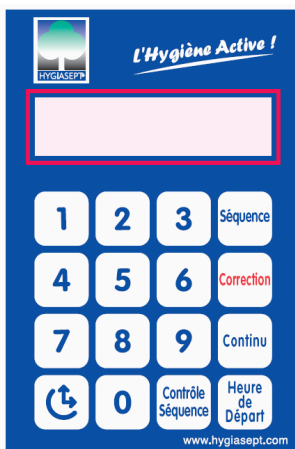 HYGIASEPT
L'Hygiène Active !
1 2 3 Séquence
4 5 6 Correction
7 8 9 Continu
0 Contrôle Séquence Heure de Départ
www.hygiasept.com